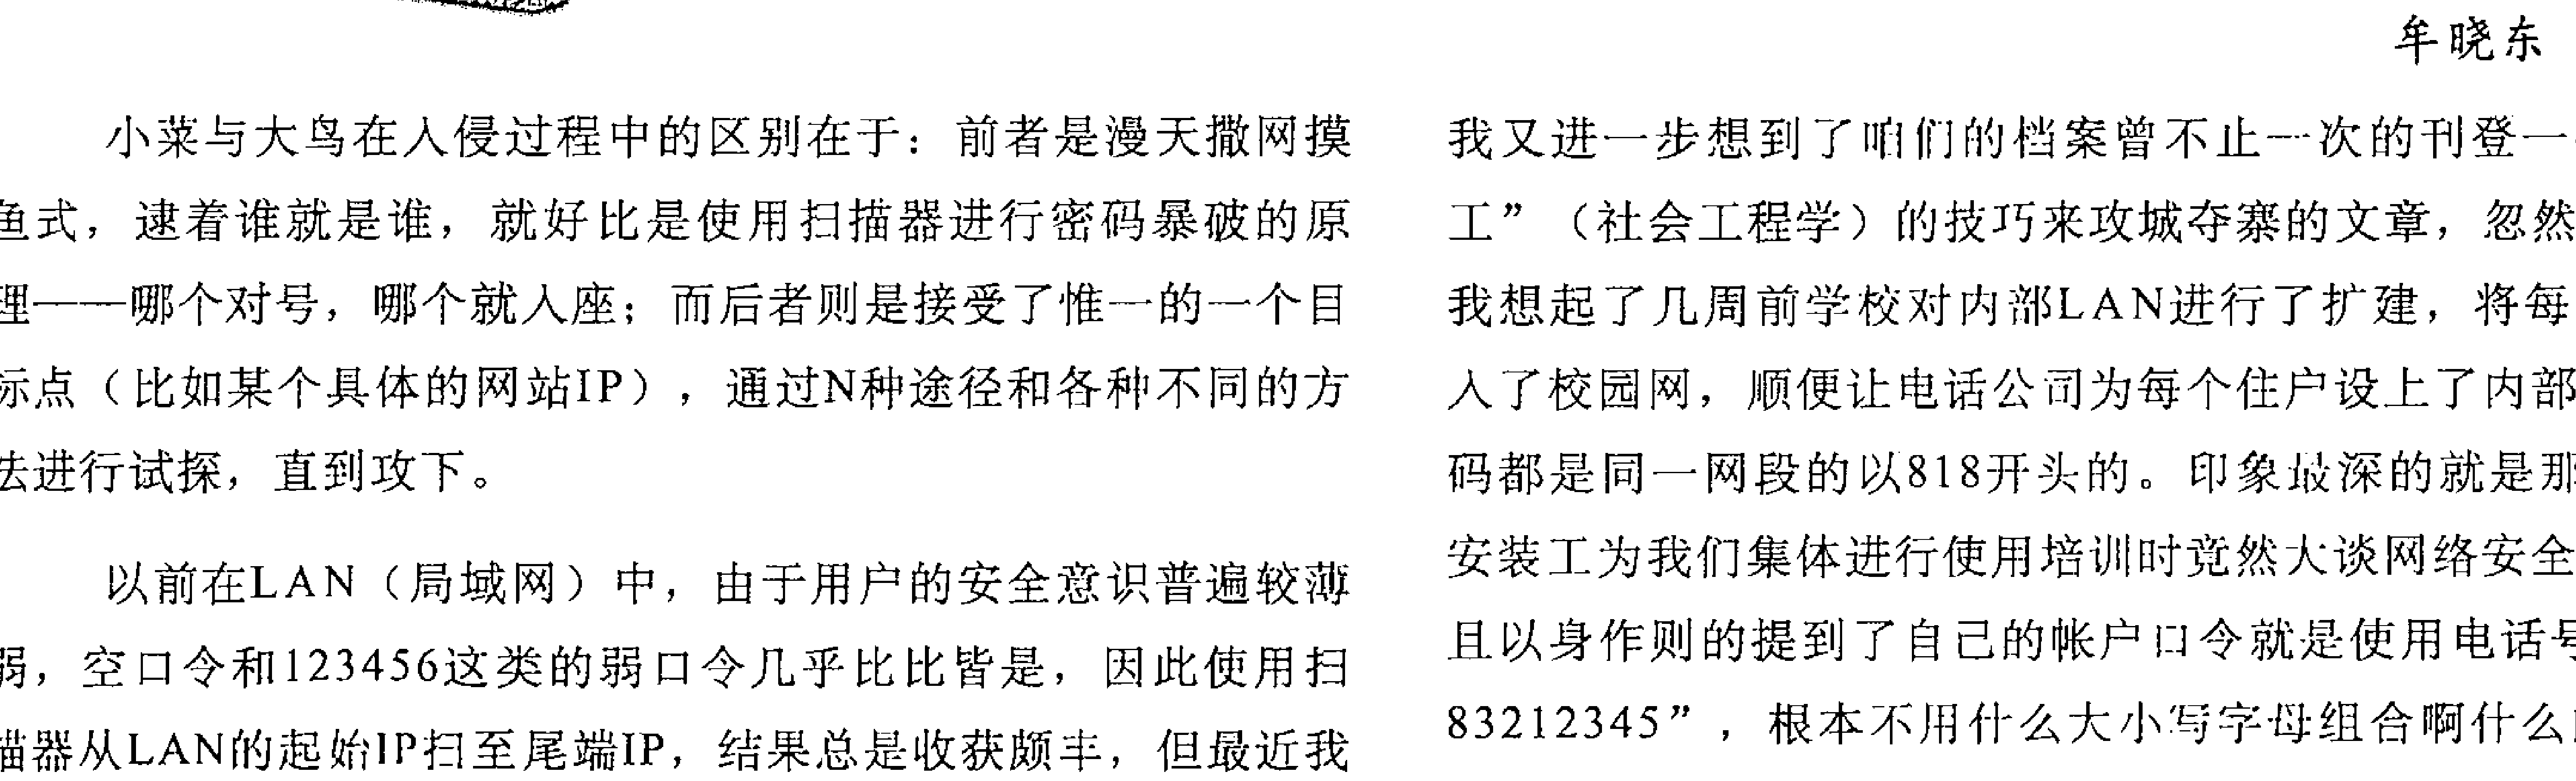 牟晓东
小菜与大鸟在入侵过程中的区别在于：前者是漫天撒网摸
鱼式，逮着谁就是谁，就好比是使用扫描器进行密码暴破的原
理——哪个对号，哪个就入座；而后者则是接受了惟一的一个目
标点（比如某个具体的网站IP），通过N种途径和各种不同的方
法进行试探，直到攻下。
以前在LAN（局域网）中，由于用户的安全意识普遍较薄
弱，空口令和123456这类的弱口令几乎比比皆是，因此使用扫
描器从LAN的起始IP扫至尾端IP，结果总是收获颇丰，但最近我
我又进一步想到了咱们的档案曾不止一次的刊登一
工”（社会工程学）的技巧来攻城夺寨的文章，忽然
我想起了几周前学校对内部LAN进行了扩建，将每
入了校园网，顺便让电话公司为每个住户设上了内部
码都是同一网段的以818开头的。印象最深的就是那
安装工为我们集体进行使用培训时竟然大谈网络安全
且以身作则的提到了自己的帐户口令就是使用电话号
83212345”，根本不用什么大小写字母组合啊什么